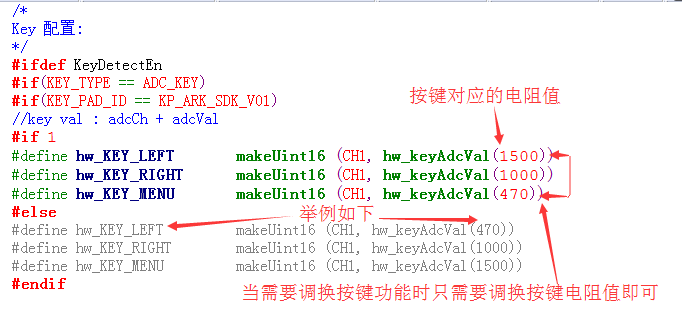 /*
Key 配置:
*/
#ifdef KeyDetectEn
#if(KEY_TYPE == ADC_KEY)
#if(KEY_PAD_ID == KP_ARK_SDK_V01)
按键对应的电阻值
//key val : adcCh + adcVal
#if 1
#define hw_KEY_LEFT makeUint16 (CH1, hw_keyAdcVal(1500))
#define hw_KEY_RIGHT makeUint16 (CH1, hw_keyAdcVal(1000))
#define hw_KEY_MENU makeUint16 (CH1, hw_keyAdcVal(470))
#else
举例如下
#define hw_KEY_LEFT makeUint16 (CH1, hw_keyAdcVal(470))
#define hw_KEY_RIGHT makeUint16 (CH1, hw_keyAdcVal(1000))
#define hw_KEY_MENU makeUint16 (CH1, hw_keyAdcVal(1500))
#endif
当需要调换按键功能时只需要调换按键电阻值即可